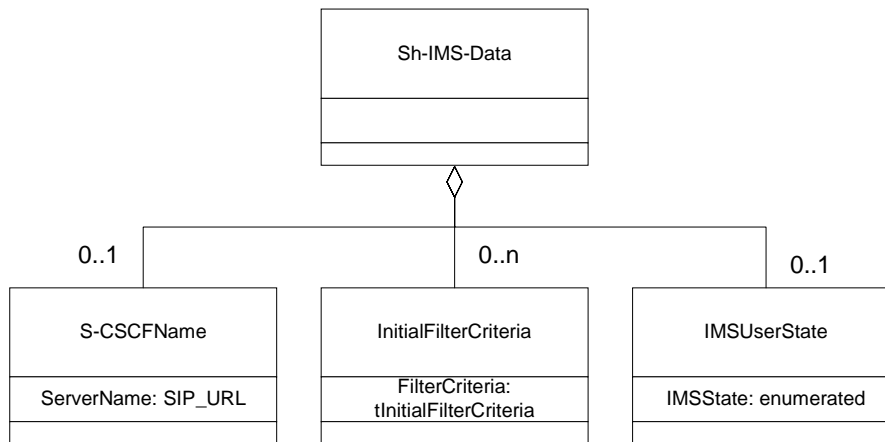 Sh-IMS-Data
0..1
0..n
0..1
S-CSCFName
InitialFilterCriteria
IMSUserState
ServerName: SIP_URL
FilterCriteria:
tInitialFilterCriteria
IMSState: enumerated